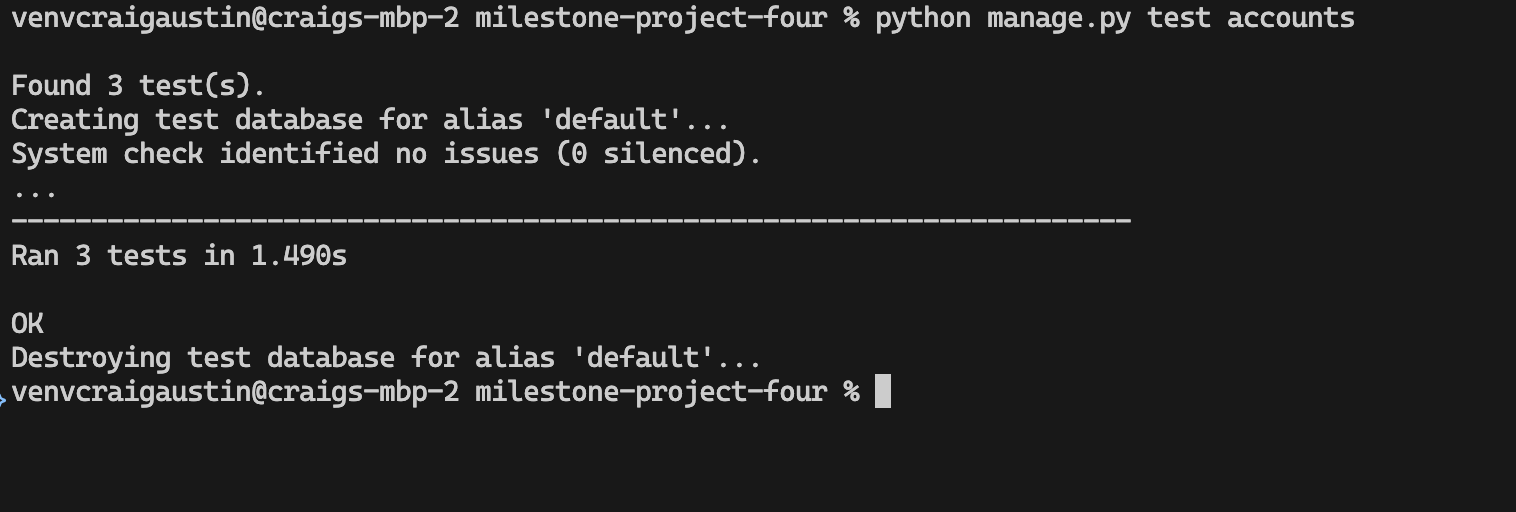 venvcraigaustin@craigs-mbp-2 milestone-project-four % python manage.py test accounts
Found 3 test(s).
Creating test database for alias 'default'...
System check identified no issues (0 silenced).
...
----------------------------------------------------------------------
Ran 3 tests in 1.490s
OK
Destroying test database for alias 'default'...
venvcraigaustin@craigs-mbp-2 milestone-project-four %